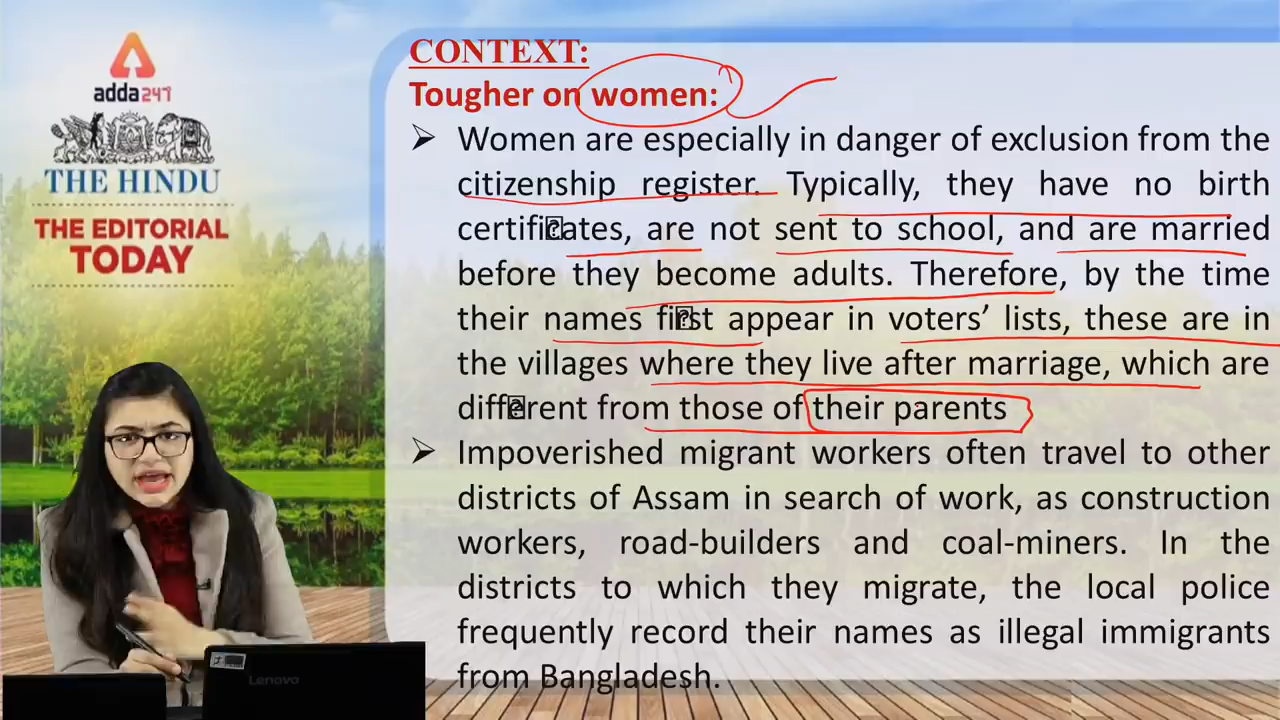 adda247
THE HINDU
THE EDITORIAL
TODAY
CONTEXT:
Tougher on women:
➤ Women are especially in danger of exclusion from the
citizenship register. Typically, they have no birth
certificates, are not sent to school, and are married
before they become adults. Therefore, by the time
their names first appear in voters’ lists, these are in
the villages where they live after marriage, which are
different from those of their parents
➤ Impoverished migrant workers often travel to other
districts of Assam in search of work, as construction
workers, road-builders and coal-miners. In the
districts to which they migrate, the local police
frequently record their names as illegal immigrants
from Bangladesh.
Lenovo